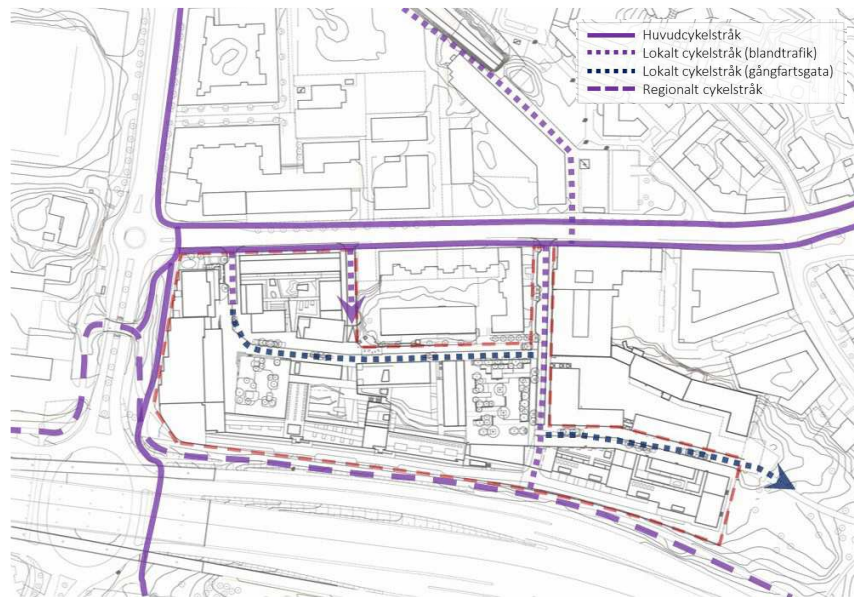 Huvudcykelstråk
Lokalt cykelstråk (blandtrafik)
Lokalt cykelstråk (gångfartsgata)
Regionalt cykelstråk